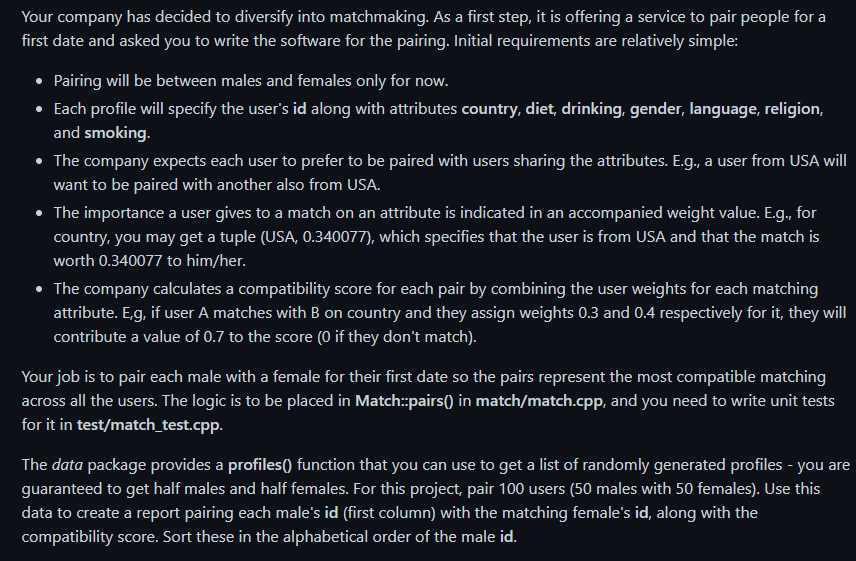 Your company has decided to diversify into matchmaking. As a first step, it is offering a service to pair people for a
first date and asked you to write the software for the pairing. Initial requirements are relatively simple:
• Pairing will be between males and females only for now.
• Each profile will specify the user's id along with attributes country, diet, drinking, gender, language, religion,
and smoking.
• The company expects each user to prefer to be paired with users sharing the attributes. E.g., a user from USA will
want to be paired with another also from USA.
• The importance a user gives to a match on an attribute is indicated in an accompanied weight value. E.g., for
country, you may get a tuple (USA, 0.340077), which specifies that the user is from USA and that the match is
worth 0.340077 to him/her.
• The company calculates a compatibility score for each pair by combining the user weights for each matching
attribute. E,g, if user A matches with B on country and they assign weights 0.3 and 0.4 respectively for it, they will
contribute a value of 0.7 to the score (0 if they don't match).
Your job is to pair each male with a female for their first date so the pairs represent the most compatible matching
across all the users. The logic is to be placed in Match::pairs() in match/match.cpp, and you need to write unit tests
for it in test/match_test.cpp.
The data package provides a profiles() function that you can use to get a list of randomly generated profiles - you are
guaranteed to get half males and half females. For this project, pair 100 users (50 males with 50 females). Use this
data to create a report pairing each male's id (first column) with the matching female's id, along with the
compatibility score. Sort these in the alphabetical order of the male id.